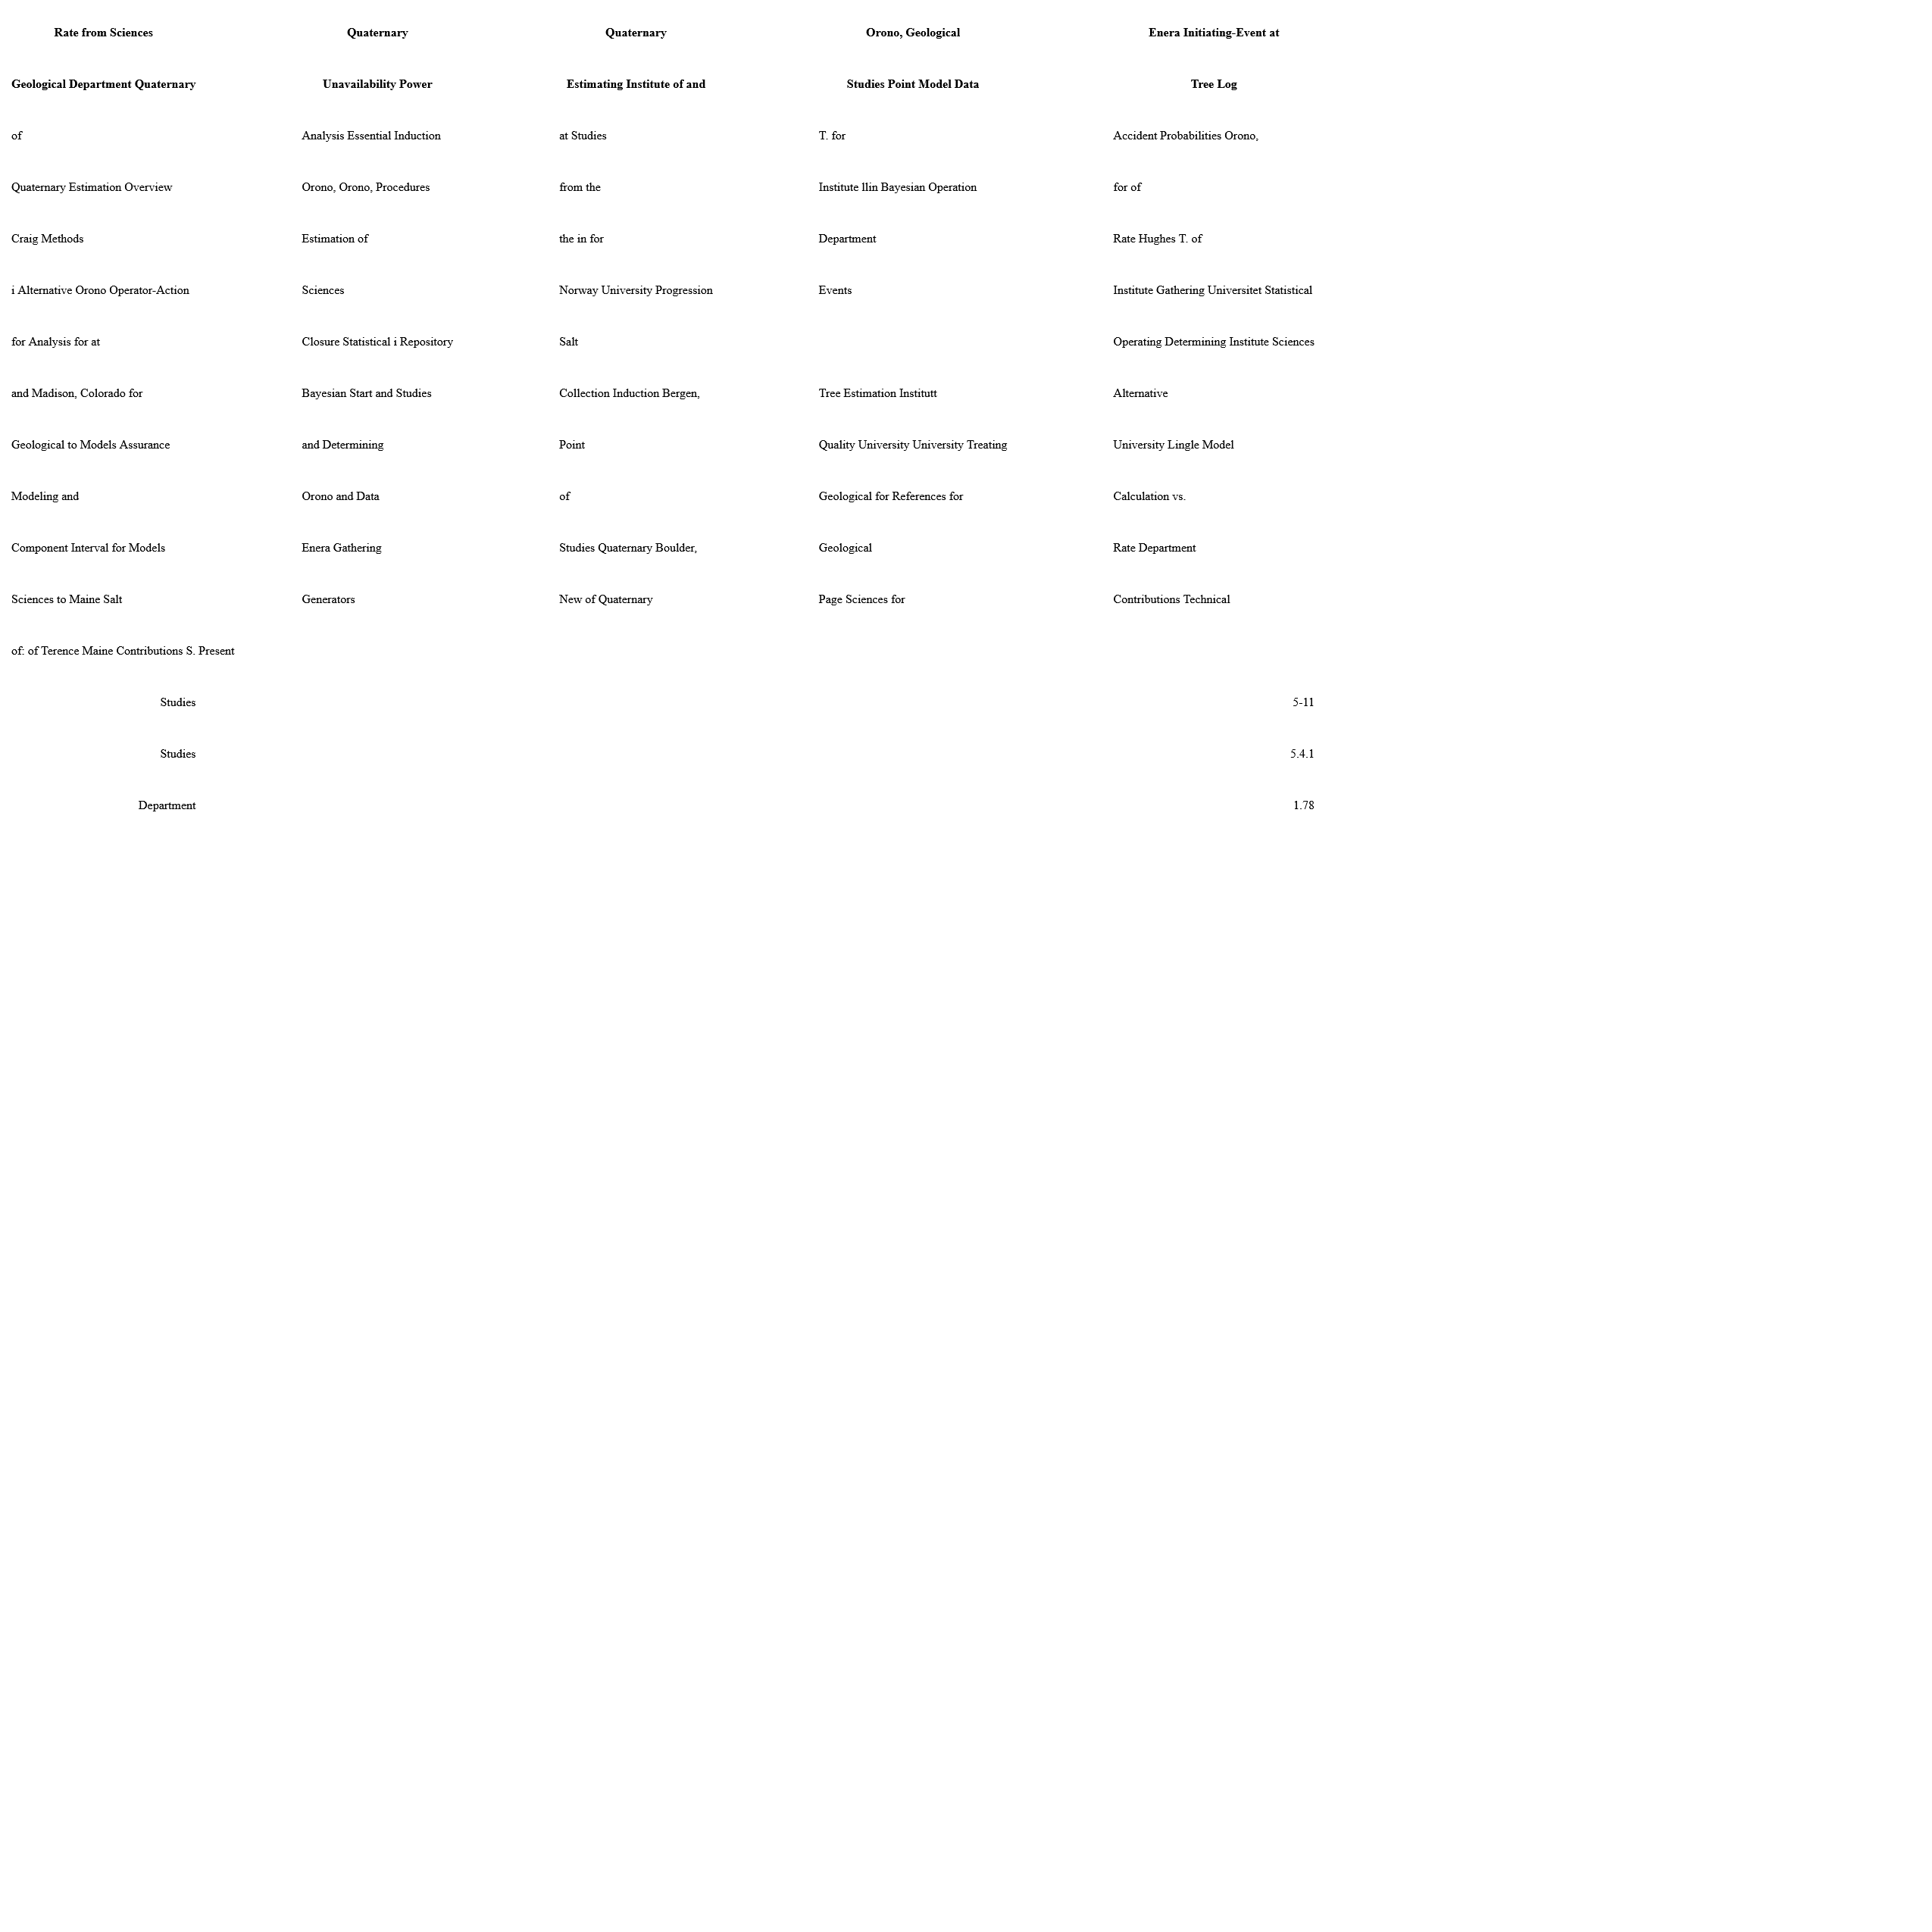 Rate from Sciences Quaternary Quaternary Orono, Geological Enera Initiating-Event at
Geological Department Quaternary Unavailability Power Estimating Institute of and Studies Point Model Data Tree Log
of Analysis Essential Induction at Studies T. for Accident Probabilities Orono,
Quaternary Estimation Overview Orono, Orono, Procedures from the Institute llin Bayesian Operation for of
Craig Methods Estimation of the in for Department Rate Hughes T. of
i Alternative Orono Operator-Action Sciences Norway University Progression Events Institute Gathering Universitet Statistical
for Analysis for at Closure Statistical i Repository Salt Operating Determining Institute Sciences
and Madison, Colorado for Bayesian Start and Studies Collection Induction Bergen, Tree Estimation Institutt Alternative
Geological to Models Assurance and Determining Point Quality University University Treating University Lingle Model
Modeling and Orono and Data of Geological for References for Calculation vs.
Component Interval for Models Enera Gathering Studies Quaternary Boulder, Geological Rate Department
Sciences to Maine Salt Generators New of Quaternary Page Sciences for Contributions Technical
of: of Terence Maine Contributions S. Present
Studies 5-11
Studies 5.4.1
Department 1.78